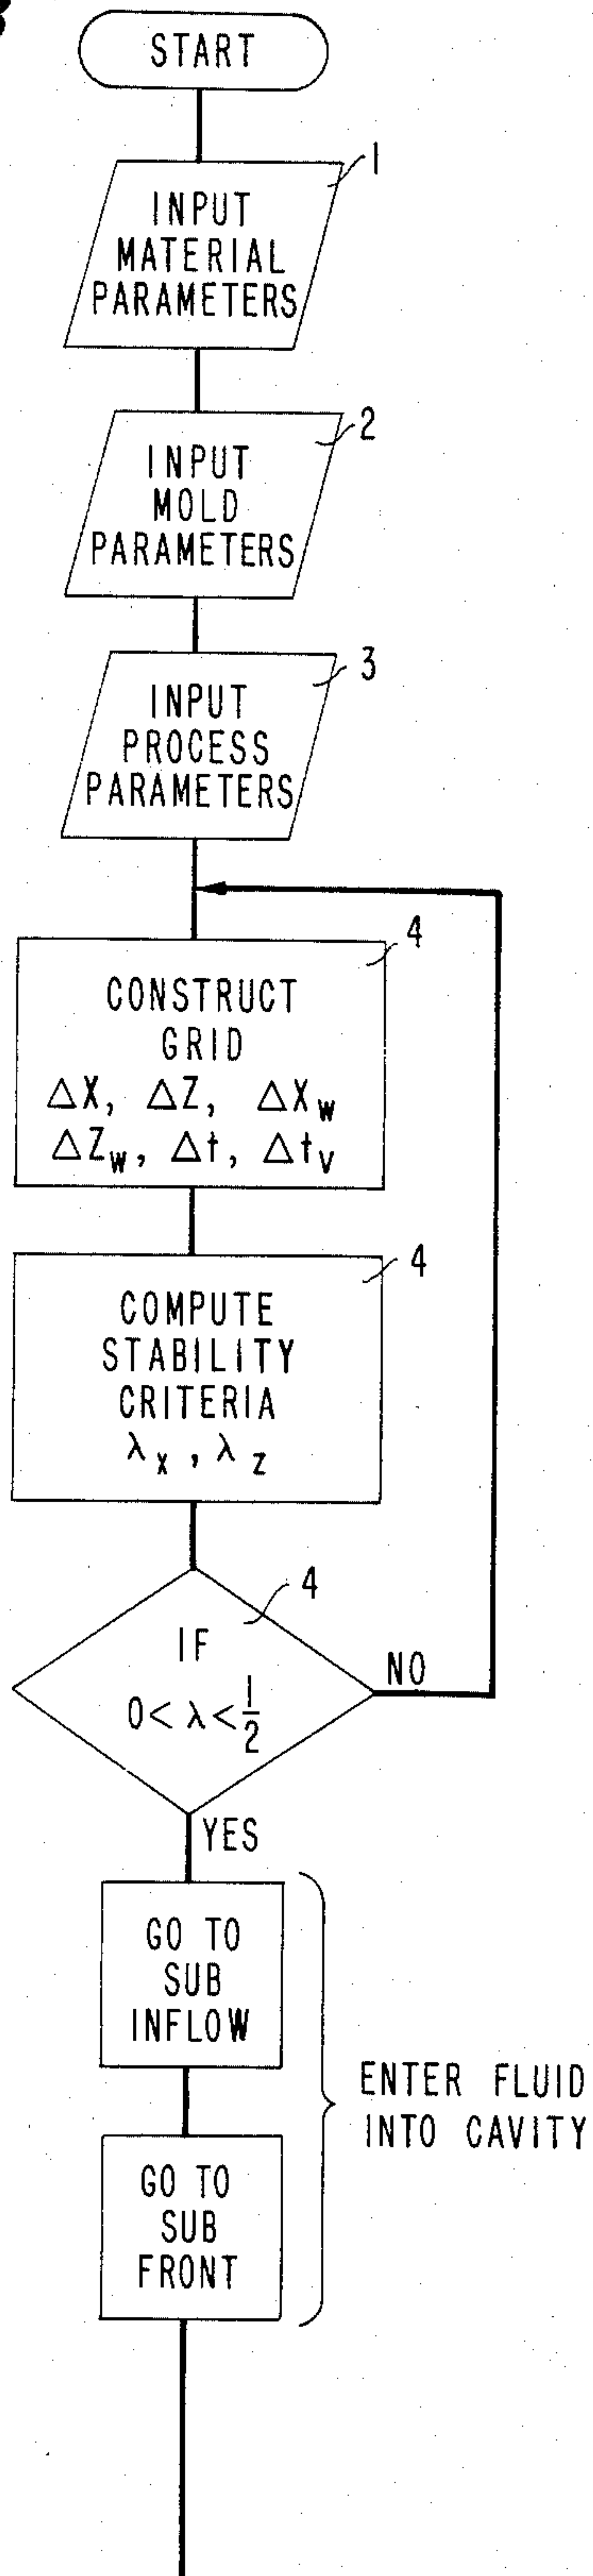 START
1
INPUT
MATERIAL
PARAMETERS
2
INPUT
MOLD
PARAMETERS
3
INPUT
PROCESS
PARAMETERS
4
CONSTRUCT
GRID
ΔX, ΔZ, ΔXw
ΔZw, Δt, Δtv
4
COMPUTE
STABILITY
CRITERIA
λx, λz
4
IF
0 < λ < 1/2
NO
YES
GO TO
SUB
INFLOW
ENTER FLUID
INTO CAVITY
GO TO
SUB
FRONT